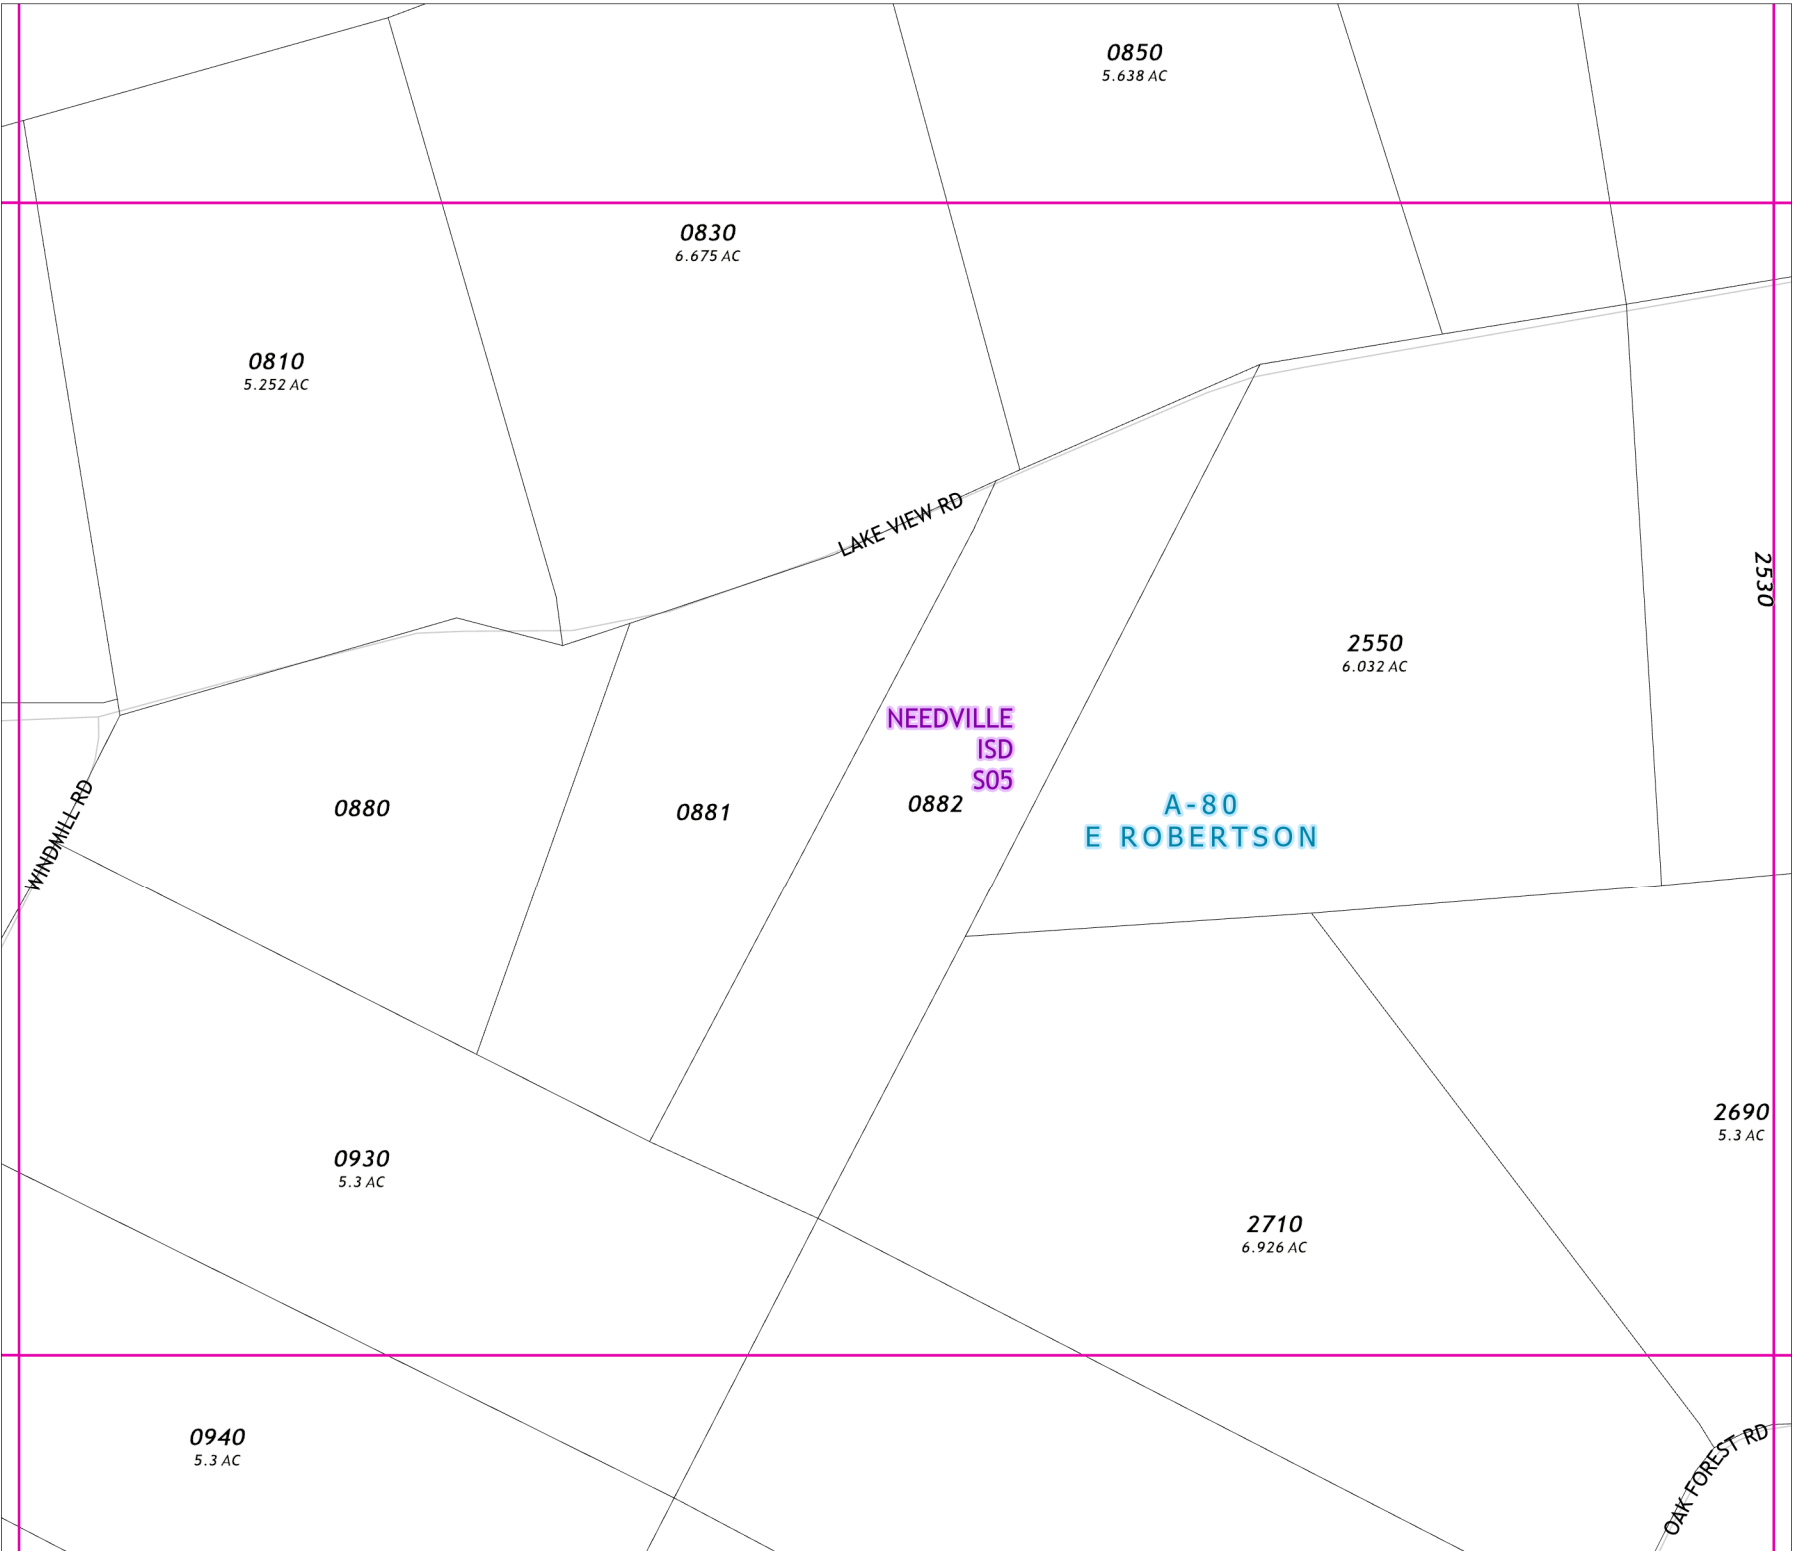 0850
5.638 AC
0830
6.675 AC
0810
5.252 AC
LAKE VIEW RD
2530
2550
6.032 AC
NEEDVILLE
ISD
S05
0880
0881
0882
A-80
E ROBERTSON
WINDMILL RD
0930
5.3 AC
2690
5.3 AC
2710
6.926 AC
0940
5.3 AC
OAK FOREST RD